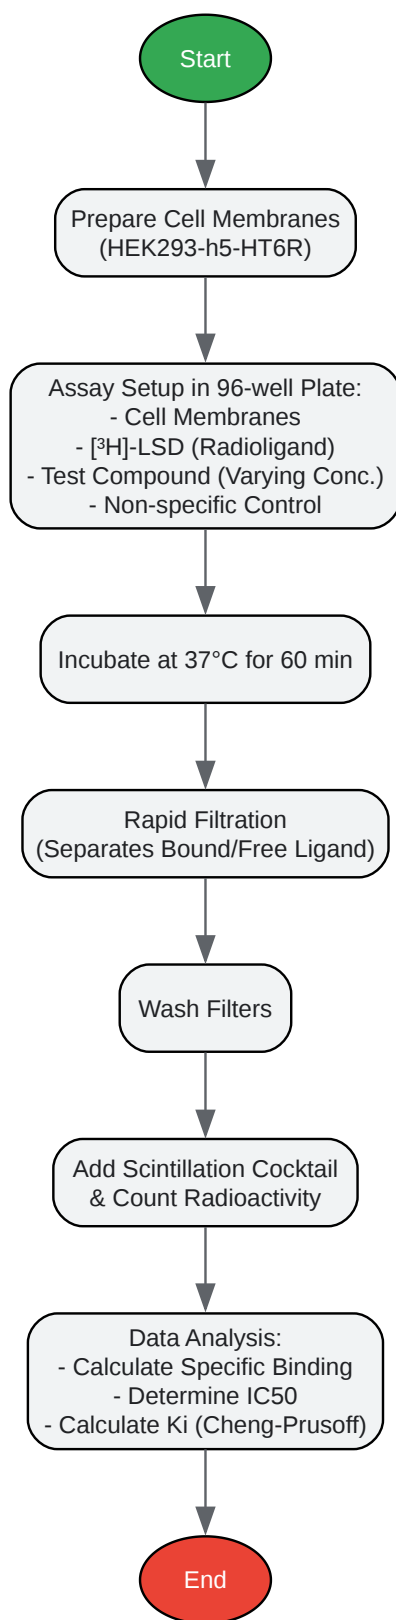 Start
Prepare Cell Membranes
(HEK293-h5-HT6R)
Assay Setup in 96-well Plate:
- Cell Membranes
- [³H]-LSD (Radioligand)
- Test Compound (Varying Conc.)
- Non-specific Control
Incubate at 37°C for 60 min
Rapid Filtration
(Separates Bound/Free Ligand)
Wash Filters
Add Scintillation Cocktail
& Count Radioactivity
Data Analysis:
- Calculate Specific Binding
- Determine IC50
- Calculate Ki (Cheng-Prusoff)
End